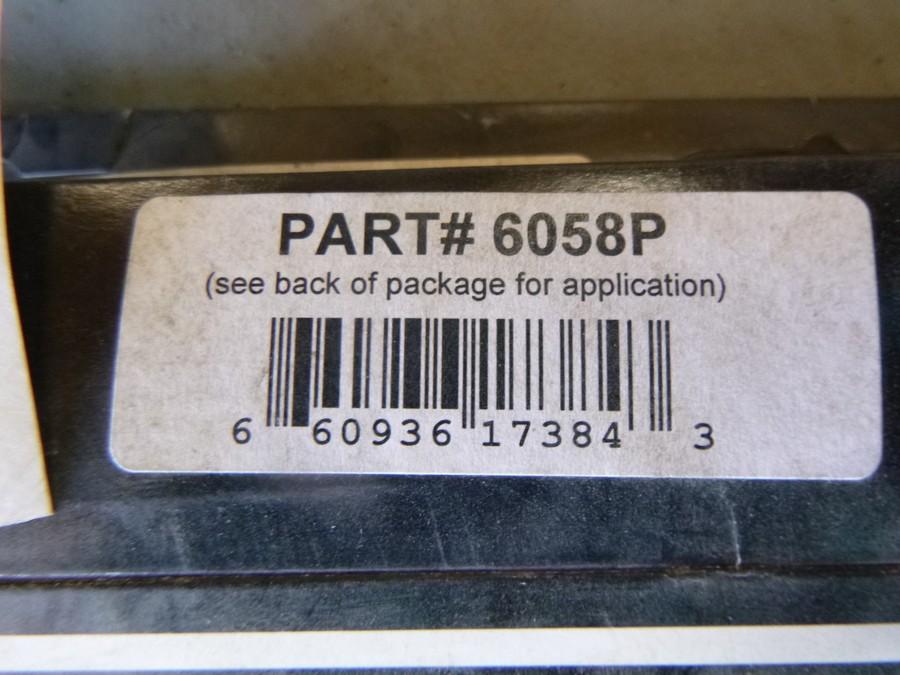 PART# 6058P
(see back of package for application)
6 60936 17384 3